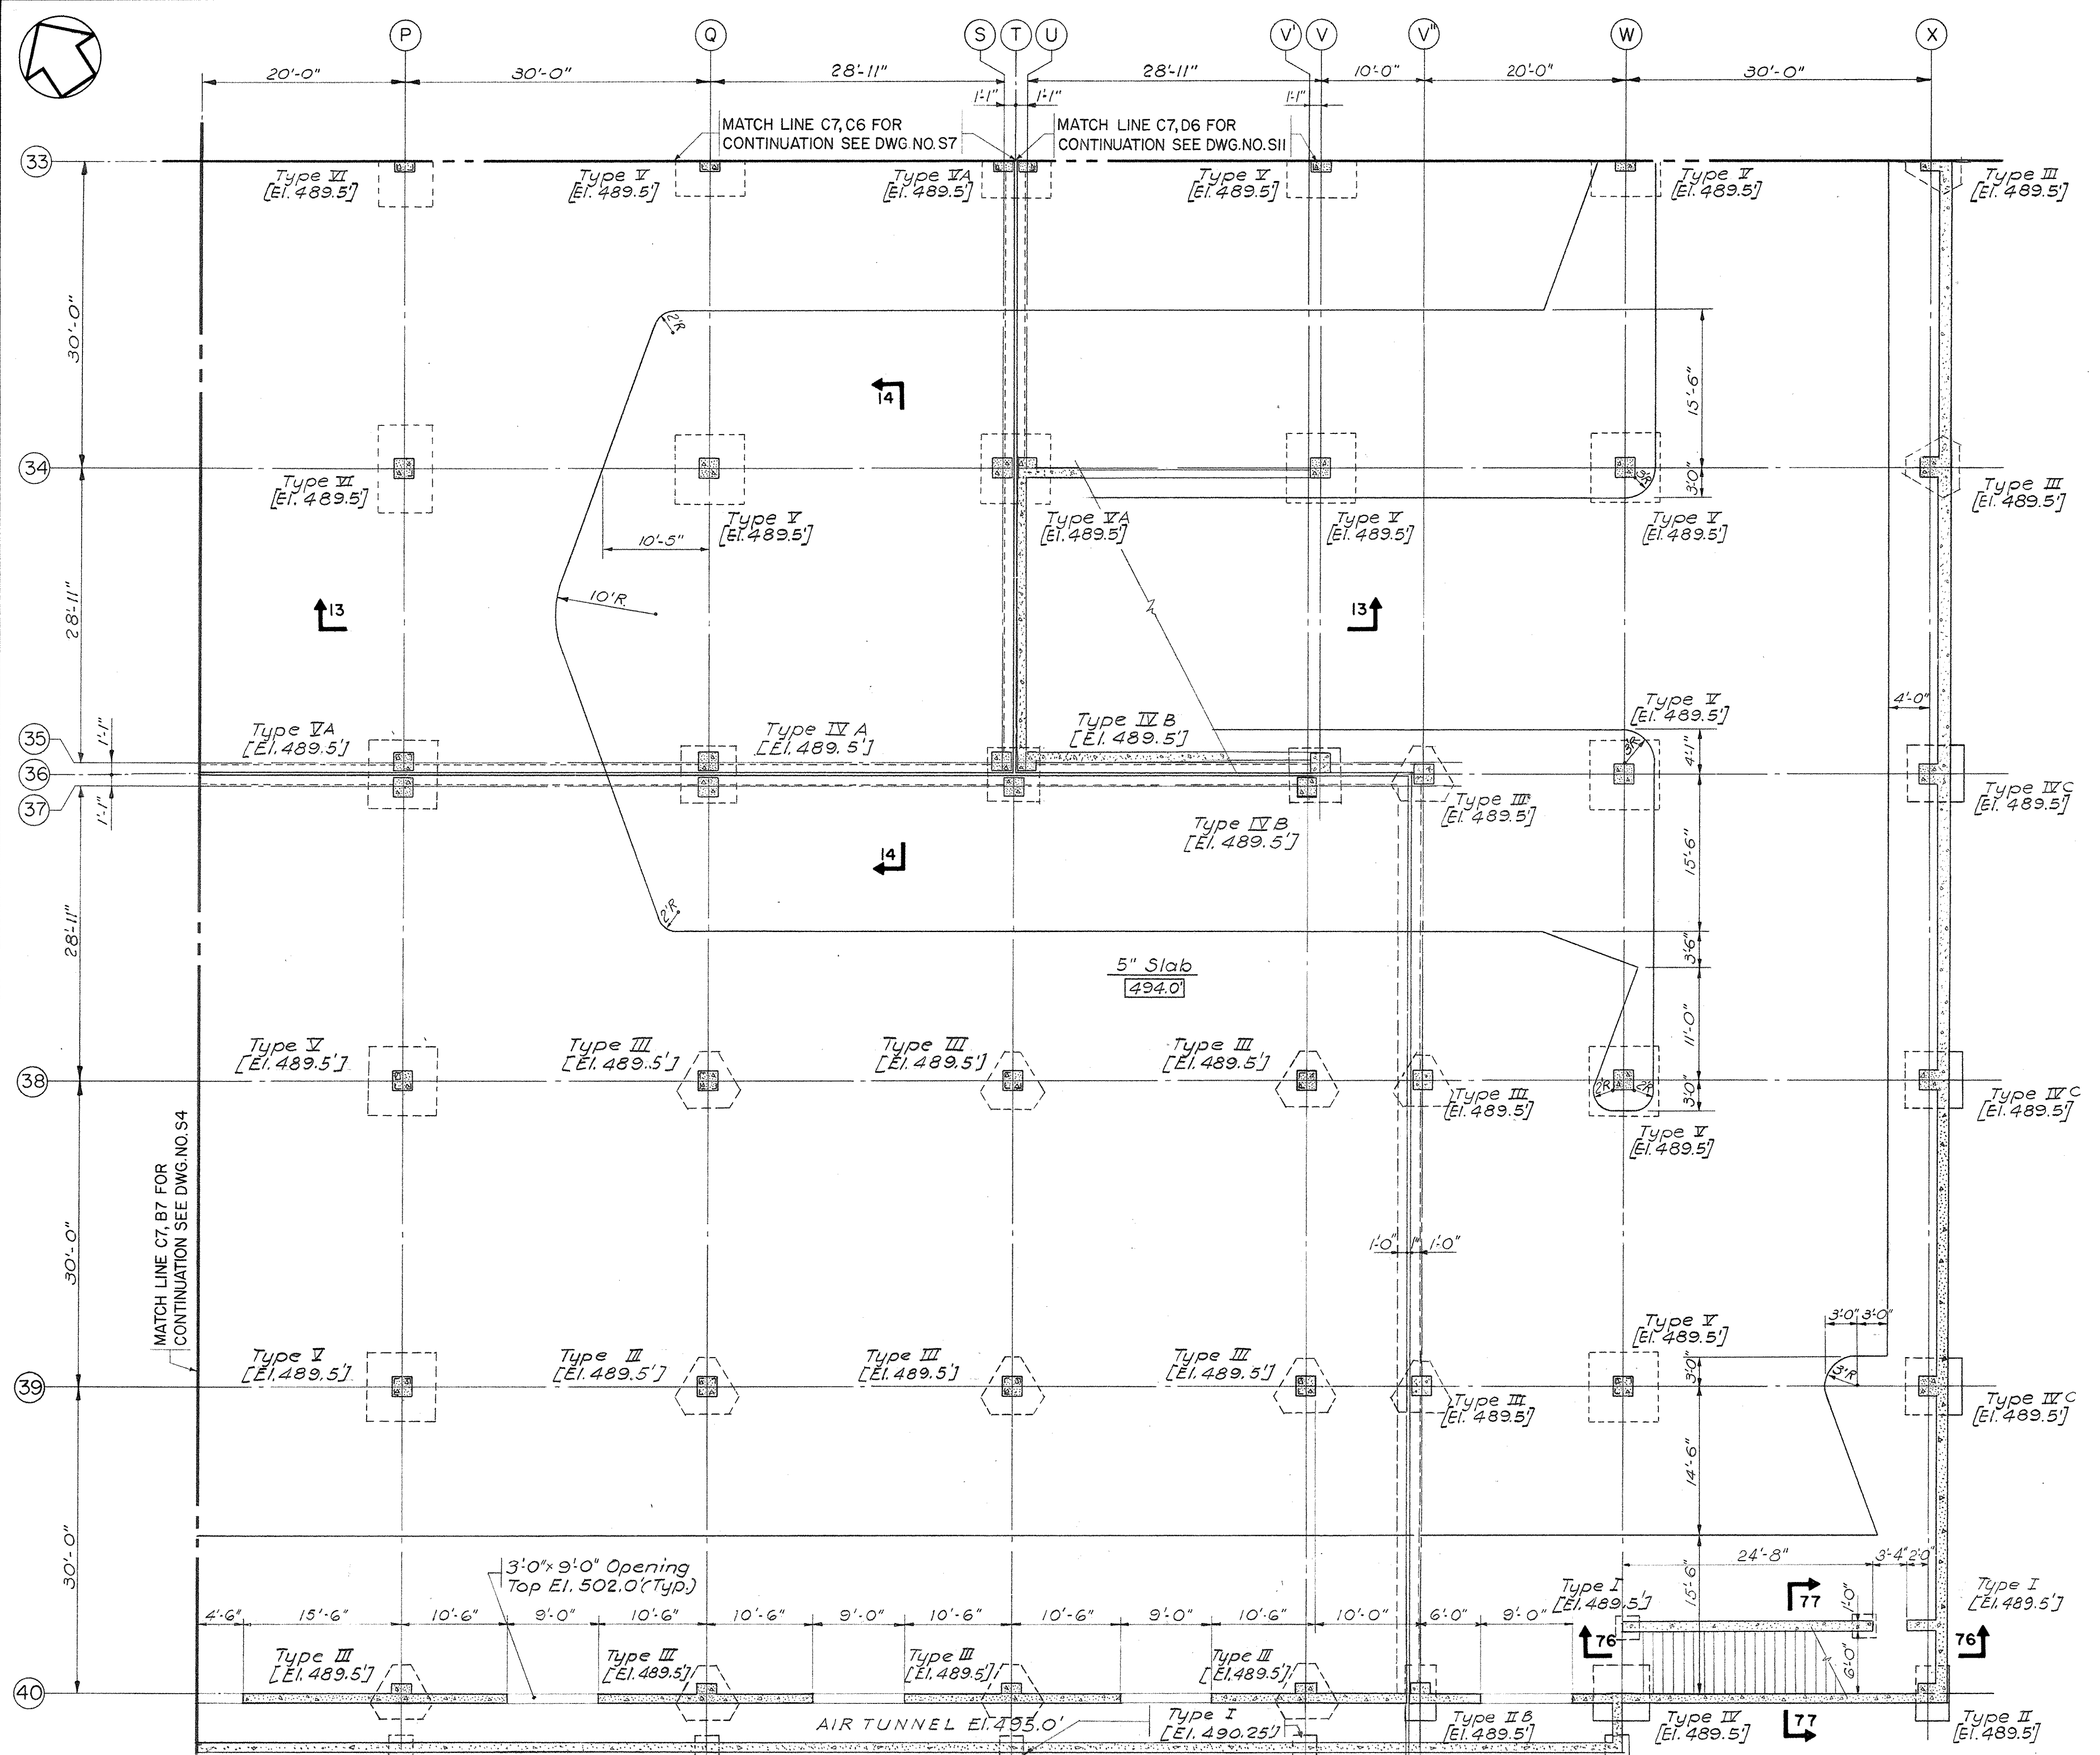 P Q S T U V' V V" W X
20'-0" 30'-0" 28'-11" 28'-11" 10'-0" 20'-0" 30'-0"
1'-1" 1'-1" 1'-1"
MATCH LINE C7, C6 FOR
CONTINUATION SEE DWG.NO.S7
MATCH LINE C7, D6 FOR
CONTINUATION SEE DWG.NO.S11
33
Type VI
[El. 489.5']
Type V
[El. 489.5']
Type VA
[El. 489.5']
Type V
[El. 489.5']
Type V
[El. 489.5']
Type III
[El. 489.5']
30'-0"
2'R
14
15'-6"
34
Type VI
[El. 489.5']
Type V
[El. 489.5']
Type VA
[El. 489.5']
Type V
[El. 489.5']
Type V
[El. 489.5']
Type III
[El. 489.5']
3'R
3'-0"
10'-5"
10'R.
28'-11"
13
13
4'-0"
35
36
37
1'-1"
1'-1"
Type VA
[El. 489.5']
Type IV A
[El. 489.5']
Type IV B
[El. 489.5']
Type V
[El. 489.5']
3'R
4'-1"
Type IV B
[El. 489.5']
Type III
[El. 489.5']
Type IV C
[El. 489.5']
14
15'-6"
2'R
28'-11"
3'-6"
5" Slab
494.0'
11'-0"
38
Type V
[El. 489.5']
Type III
[El. 489.5']
Type III
[El. 489.5']
Type III
[El. 489.5']
Type III
[El. 489.5']
2'R 2'R
3'-0"
Type V
[El. 489.5']
Type IV C
[El. 489.5']
MATCH LINE C7, B7 FOR
CONTINUATION SEE DWG.NO.S4
30'-0"
1'-0" 1" 1'-0"
39
Type V
[El. 489.5']
Type III
[El. 489.5']
Type III
[El. 489.5']
Type III
[El. 489.5']
Type III
[El. 489.5']
Type V
[El. 489.5']
3'-0"
3'-0" 3'-0"
3'R
Type IV C
[El. 489.5']
14'-6"
30'-0"
3'-0" x 9'-0" Opening
Top El. 502.0' (Typ.)
15'-6"
24'-8" 3'-4" 2'-0"
Type I
[El. 489.5']
77
1'-0"
Type I
[El. 489.5']
4'-6" 15'-6" 10'-6" 9'-0" 10'-6" 10'-6" 9'-0" 10'-6" 10'-6" 9'-0" 10'-6" 10'-0" 6'-0" 9'-0"
76
76
6'-0"
40
Type III
[El. 489.5']
Type III
[El. 489.5']
Type III
[El. 489.5']
Type III
[El. 489.5']
AIR TUNNEL El. 495.0'
Type I
[El. 490.25']
Type II B
[El. 489.5']
Type IV
[El. 489.5']
77
Type II
[El. 489.5']